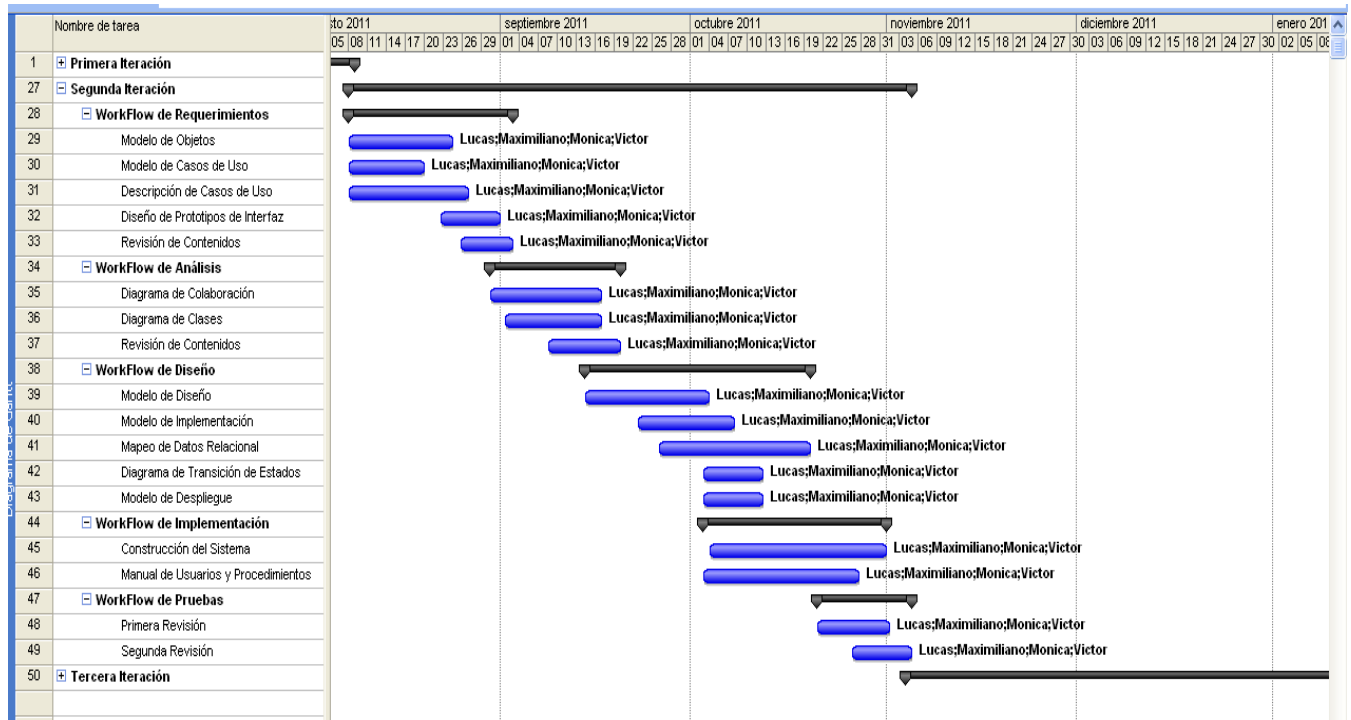 Nombre de tarea
sto 2011 septiembre 2011 octubre 2011 noviembre 2011 diciembre 2011 enero 201
05 08 11 14 17 20 23 26 29 01 04 07 10 13 16 19 22 25 28 01 04 07 10 13 16 19 22 25 28 31 03 06 09 12 15 18 21 24 27 30 03 06 09 12 15 18 21 24 27 30 02 05 08
1 Primera Iteración
27 Segunda Iteración
28 WorkFlow de Requerimientos
29 Modelo de Objetos Lucas;Maximiliano;Monica;Victor
30 Modelo de Casos de Uso Lucas;Maximiliano;Monica;Victor
31 Descripción de Casos de Uso Lucas;Maximiliano;Monica;Victor
32 Diseño de Prototipos de Interfaz Lucas;Maximiliano;Monica;Victor
33 Revisión de Contenidos Lucas;Maximiliano;Monica;Victor
34 WorkFlow de Análisis
35 Diagrama de Colaboración Lucas;Maximiliano;Monica;Victor
36 Diagrama de Clases Lucas;Maximiliano;Monica;Victor
37 Revisión de Contenidos Lucas;Maximiliano;Monica;Victor
38 WorkFlow de Diseño
39 Modelo de Diseño Lucas;Maximiliano;Monica;Victor
40 Modelo de Implementación Lucas;Maximiliano;Monica;Victor
41 Mapeo de Datos Relacional Lucas;Maximiliano;Monica;Victor
42 Diagrama de Transición de Estados Lucas;Maximiliano;Monica;Victor
43 Modelo de Despliegue Lucas;Maximiliano;Monica;Victor
44 WorkFlow de Implementación
45 Construcción del Sistema Lucas;Maximiliano;Monica;Victor
46 Manual de Usuarios y Procedimientos Lucas;Maximiliano;Monica;Victor
47 WorkFlow de Pruebas
48 Primera Revisión Lucas;Maximiliano;Monica;Victor
49 Segunda Revisión Lucas;Maximiliano;Monica;Victor
50 Tercera Iteración
Diagrama de Gantt